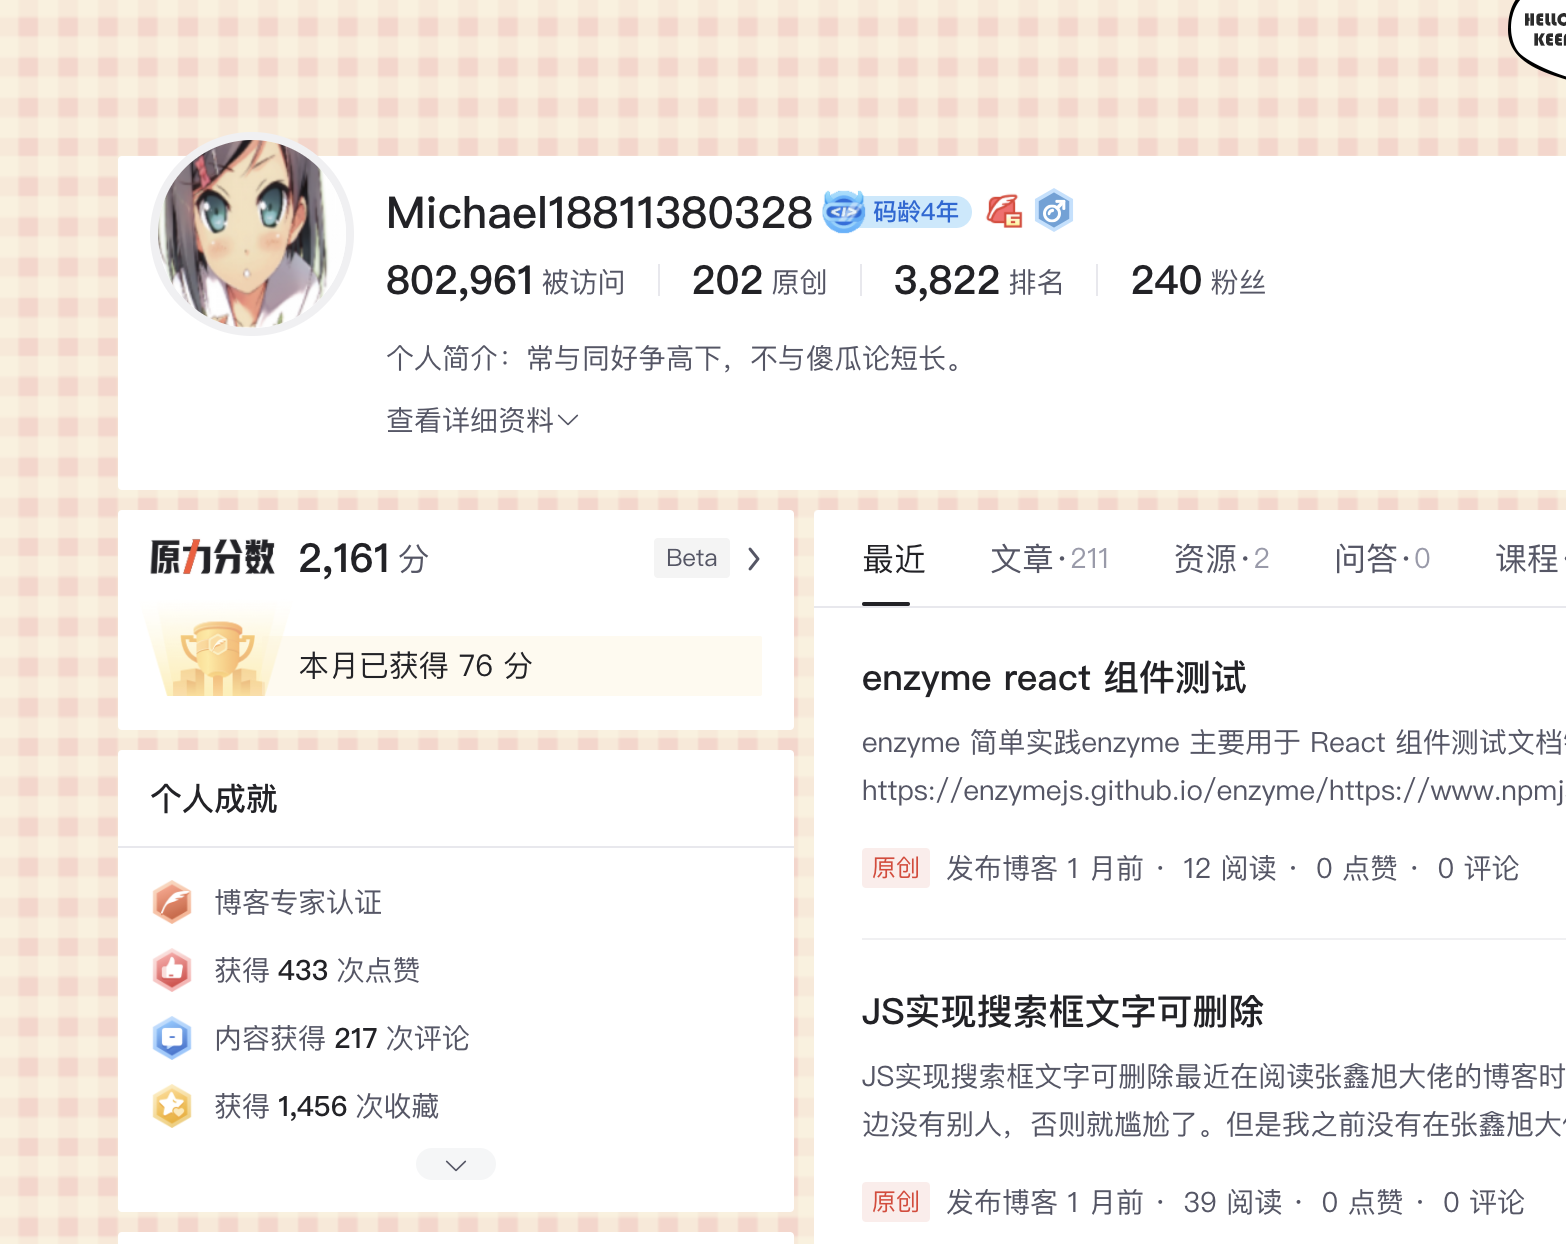 HELLO
KEE
Michael18811380328 码龄4年 6
802,961 被访问 202 原创 3,822 排名 240 粉丝
个人简介：常与同好争高下，不与傻瓜论短长。
查看详细资料
原力分数 2,161 分 Beta
本月已获得 76 分
个人成就
博客专家认证
获得 433 次点赞
内容获得 217 次评论
获得 1,456 次收藏
最近 文章·211 资源·2 问答·0 课程·
enzyme react 组件测试
enzyme 简单实践enzyme 主要用于 React 组件测试文档
https://enzymejs.github.io/enzyme/https://www.npmj
原创 发布博客 1 月前 · 12 阅读 · 0 点赞 · 0 评论
JS实现搜索框文字可删除
JS实现搜索框文字可删除最近在阅读张鑫旭大佬的博客时
边没有别人，否则就尴尬了。但是我之前没有在张鑫旭大
原创 发布博客 1 月前 · 39 阅读 · 0 点赞 · 0 评论